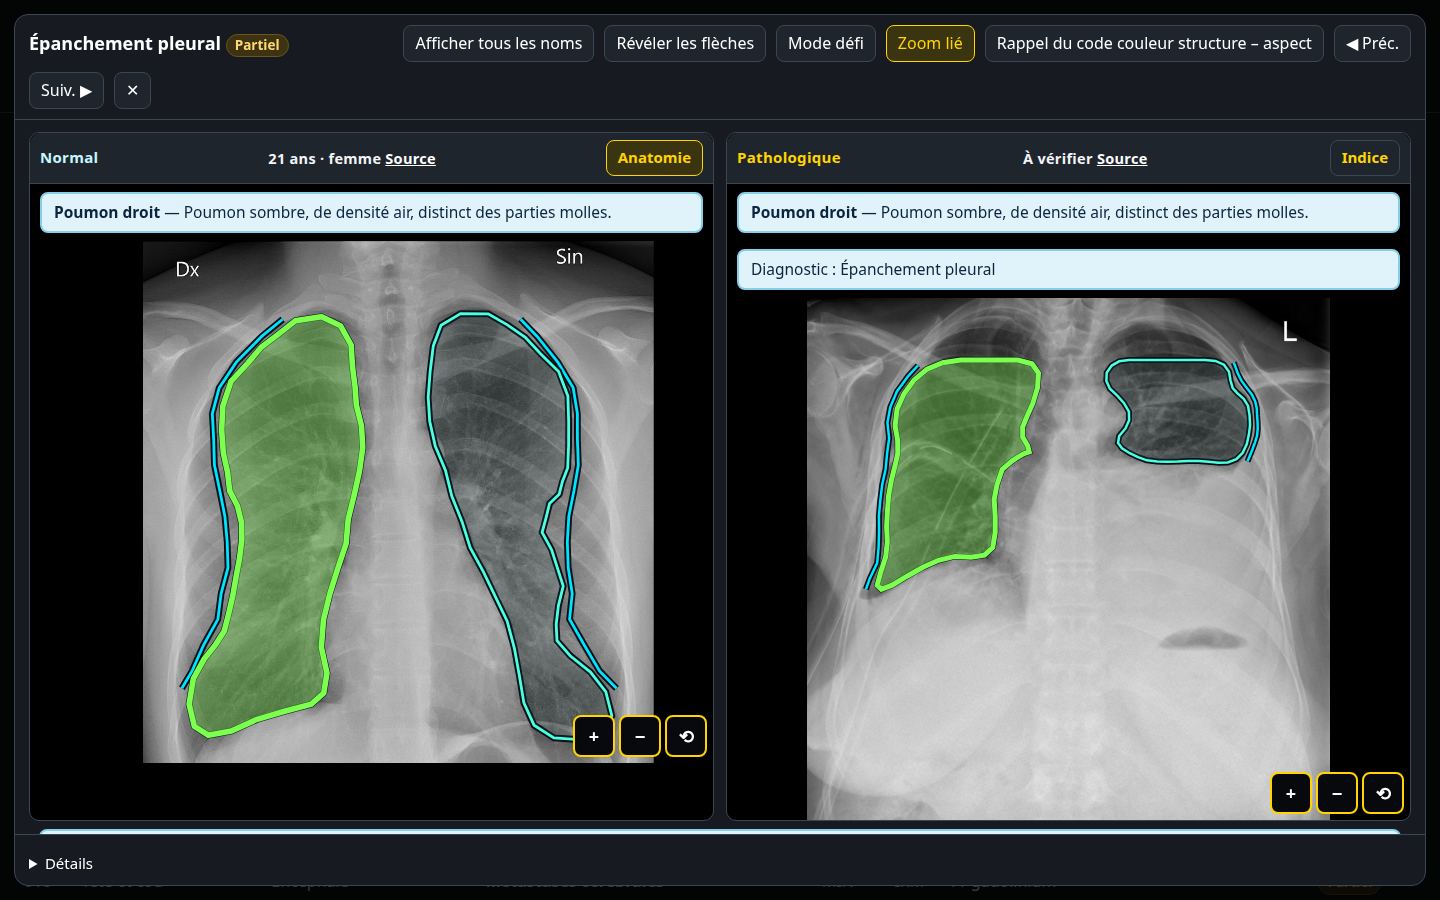 Épanchement pleural Partiel
Afficher tous les noms
Révéler les flèches
Mode défi
Zoom lié
Rappel du code couleur structure – aspect
◀ Préc.
Suiv. ▶
✕
Normal
21 ans · femme Source
Anatomie
Poumon droit — Poumon sombre, de densité air, distinct des parties molles.
Dx
Sin
+
−
⟲
Pathologique
À vérifier Source
Indice
Poumon droit — Poumon sombre, de densité air, distinct des parties molles.
Diagnostic : Épanchement pleural
L
+
−
⟲
▶ Détails